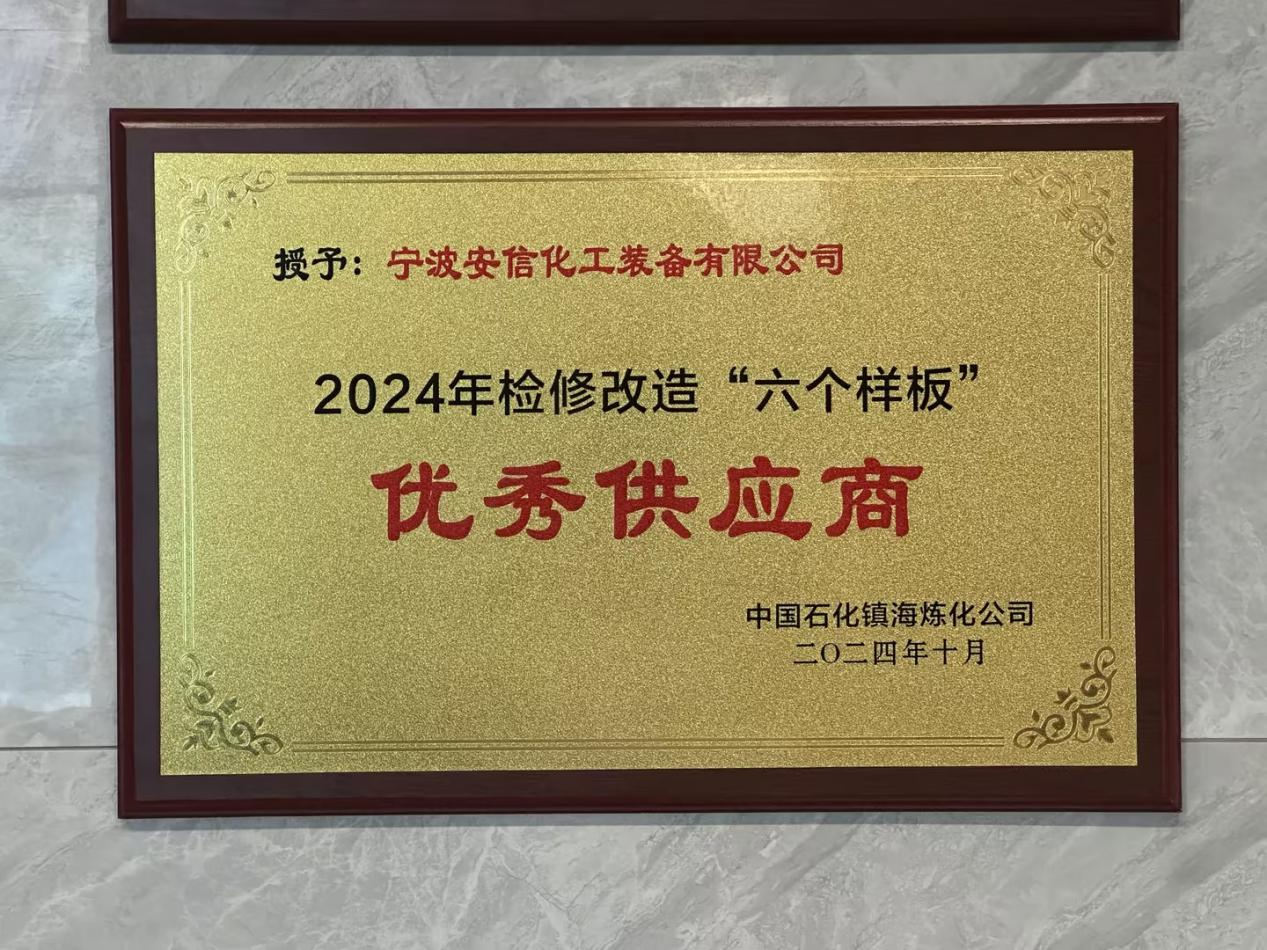 授予：宁波安信化工装备有限公司
2024年检修改造“六个样板”
优秀供应商
中国石化镇海炼化公司
二〇二四年十月